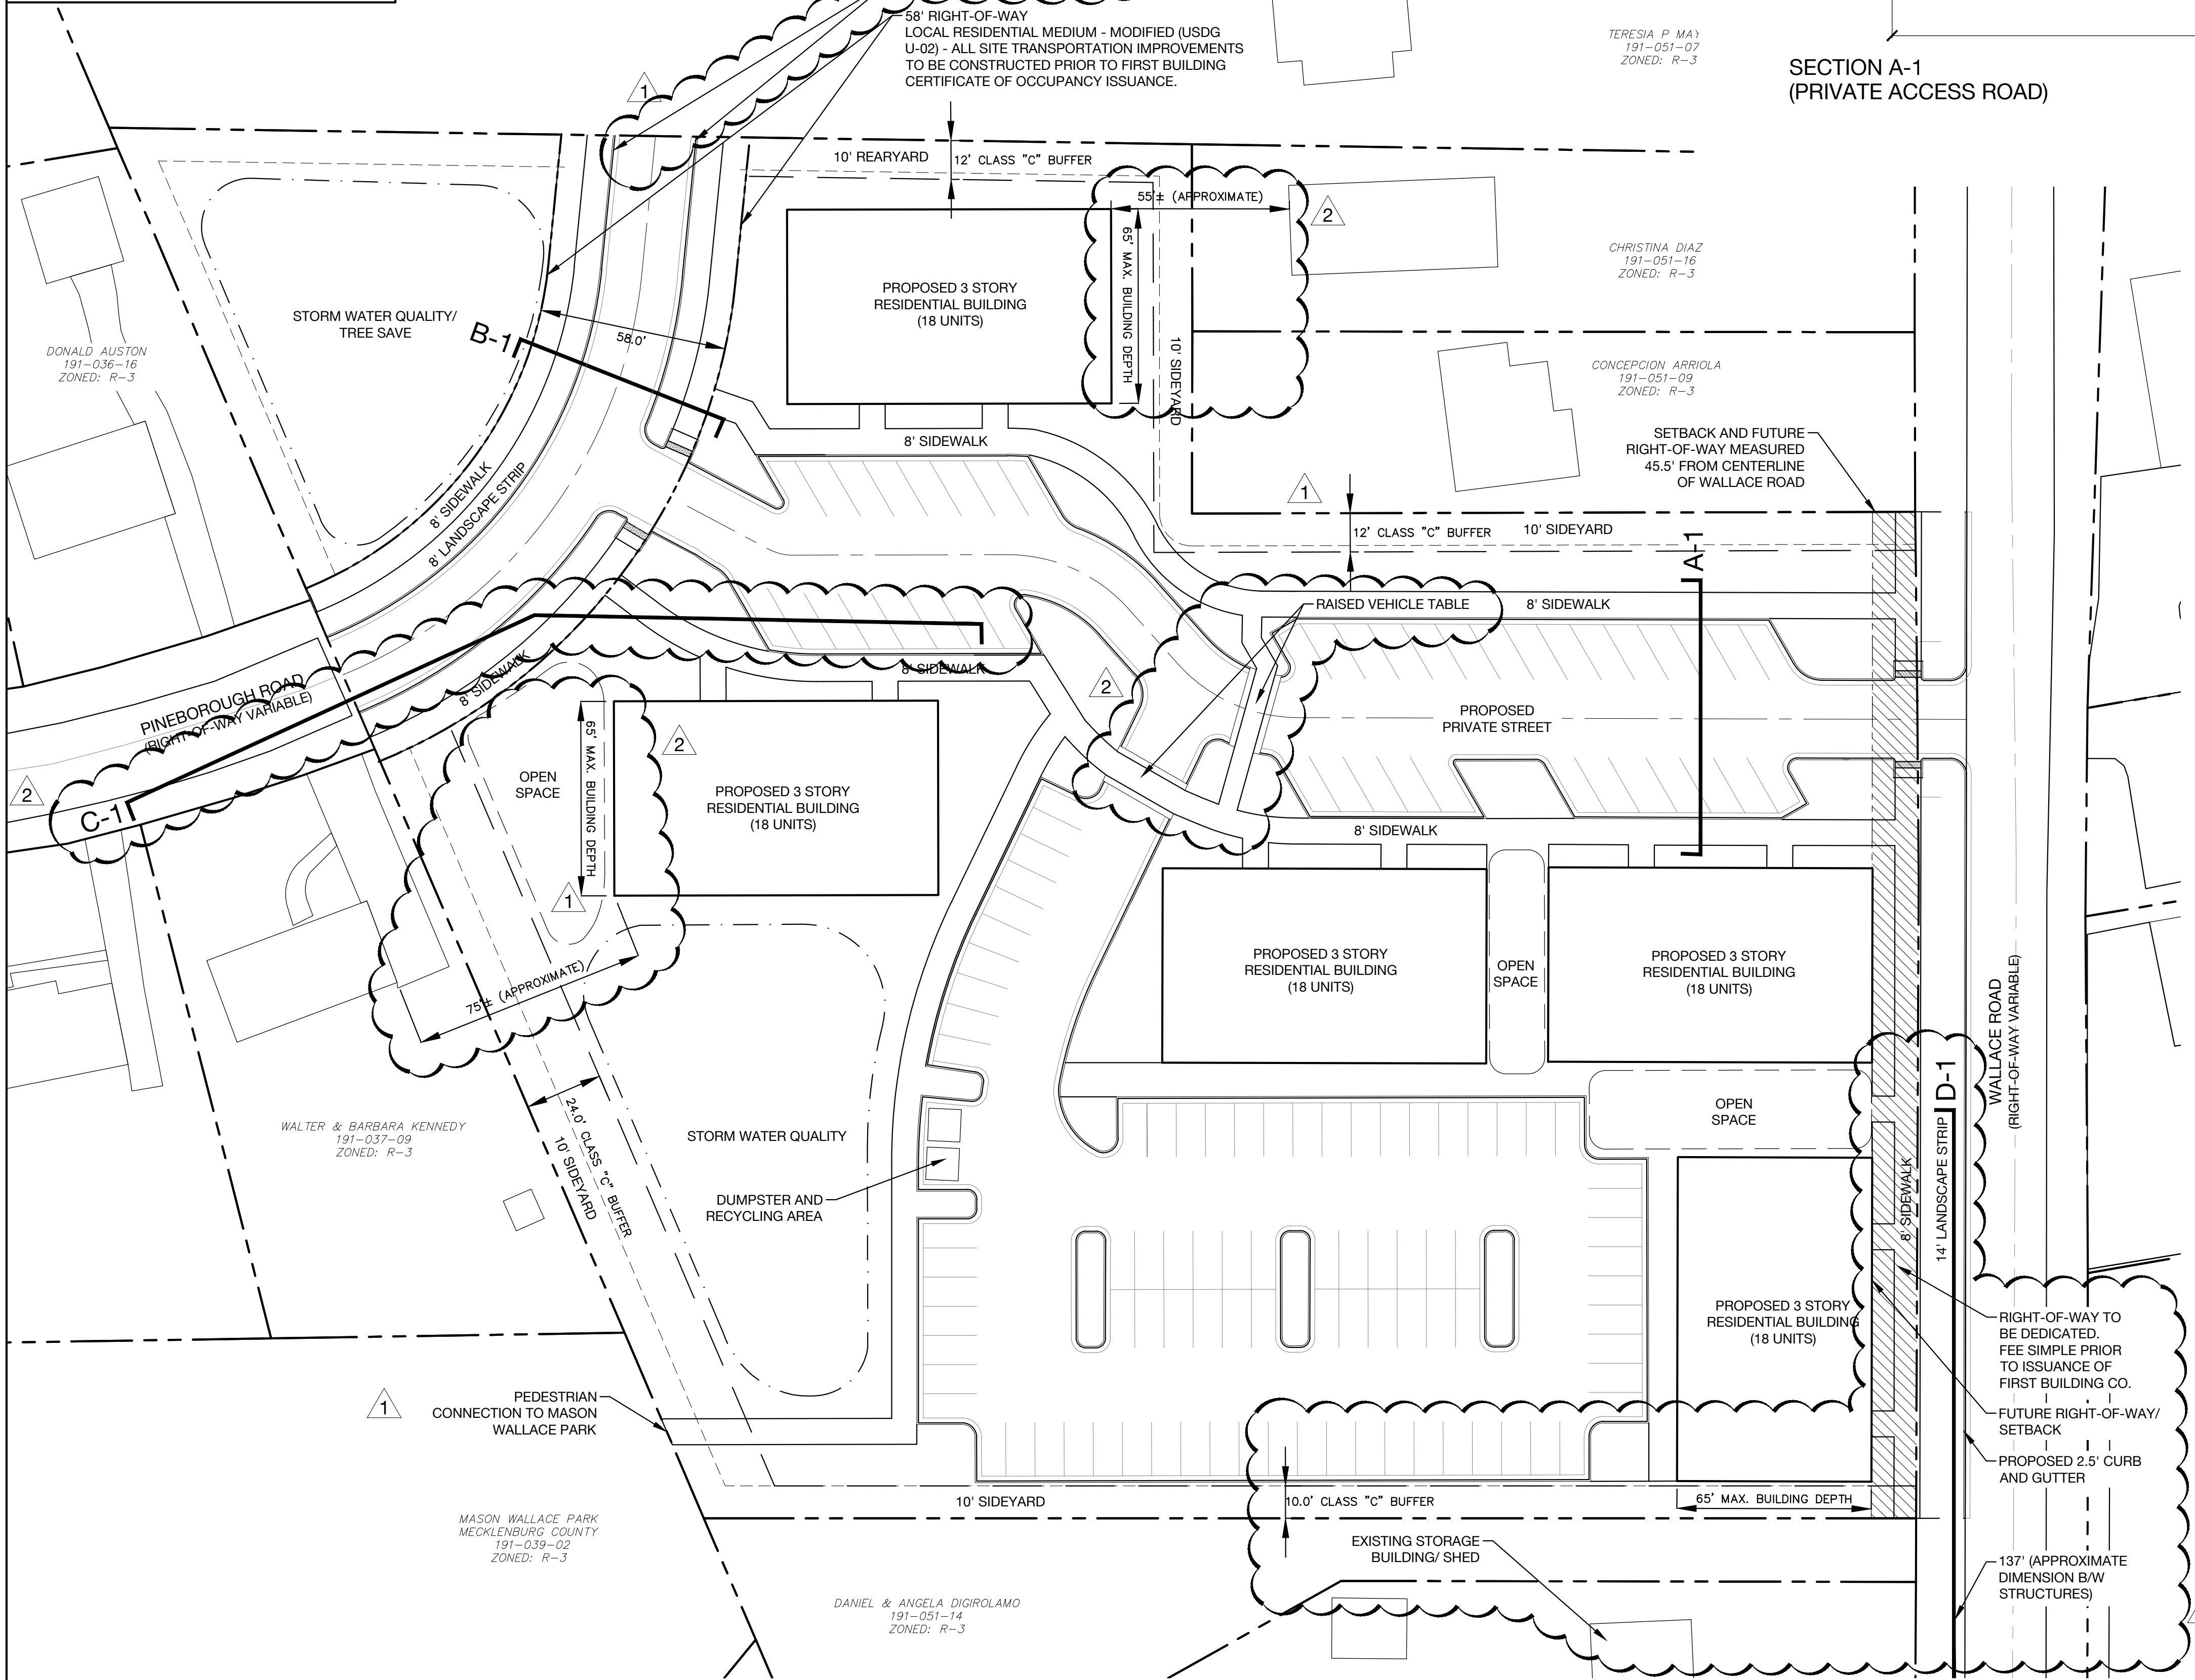 58' RIGHT-OF-WAY
LOCAL RESIDENTIAL MEDIUM - MODIFIED (USDG
U-02) - ALL SITE TRANSPORTATION IMPROVEMENTS
TO BE CONSTRUCTED PRIOR TO FIRST BUILDING
CERTIFICATE OF OCCUPANCY ISSUANCE.
TERESIA P MAY
191-051-07
ZONED: R-3
SECTION A-1
(PRIVATE ACCESS ROAD)
1
10' REARYARD
12' CLASS "C" BUFFER
55'± (APPROXIMATE)
2
65' MAX. BUILDING DEPTH
10' SIDEYARD
CHRISTINA DIAZ
191-051-16
ZONED: R-3
PROPOSED 3 STORY
RESIDENTIAL BUILDING
(18 UNITS)
STORM WATER QUALITY/
TREE SAVE
B-1
58.0'
DONALD AUSTON
191-036-16
ZONED: R-3
CONCEPCION ARRIOLA
191-051-09
ZONED: R-3
8' SIDEWALK
SETBACK AND FUTURE
RIGHT-OF-WAY MEASURED
45.5' FROM CENTERLINE
OF WALLACE ROAD
8' SIDEWALK
8' LANDSCAPE STRIP
1
12' CLASS "C" BUFFER
10' SIDEYARD
A-1
RAISED VEHICLE TABLE
8' SIDEWALK
8' SIDEWALK
8' SIDEWALK
2
PINEBOROUGH ROAD
(RIGHT-OF-WAY VARIABLE)
PROPOSED
PRIVATE STREET
2
C-1
OPEN
SPACE
65' MAX. BUILDING DEPTH
2
PROPOSED 3 STORY
RESIDENTIAL BUILDING
(18 UNITS)
1
8' SIDEWALK
PROPOSED 3 STORY
RESIDENTIAL BUILDING
(18 UNITS)
OPEN
SPACE
PROPOSED 3 STORY
RESIDENTIAL BUILDING
(18 UNITS)
75'± (APPROXIMATE)
WALLACE ROAD
(RIGHT-OF-WAY VARIABLE)
D-1
24.0' CLASS "C" BUFFER
10' SIDEYARD
OPEN
SPACE
WALTER & BARBARA KENNEDY
191-037-09
ZONED: R-3
STORM WATER QUALITY
8' SIDEWALK
14' LANDSCAPE STRIP
DUMPSTER AND
RECYCLING AREA
PROPOSED 3 STORY
RESIDENTIAL BUILDING
(18 UNITS)
RIGHT-OF-WAY TO
BE DEDICATED.
FEE SIMPLE PRIOR
TO ISSUANCE OF
FIRST BUILDING CO.
1
PEDESTRIAN
CONNECTION TO MASON
WALLACE PARK
FUTURE RIGHT-OF-WAY/
SETBACK
PROPOSED 2.5' CURB
AND GUTTER
10' SIDEYARD
10.0' CLASS "C" BUFFER
65' MAX. BUILDING DEPTH
MASON WALLACE PARK
MECKLENBURG COUNTY
191-039-02
ZONED: R-3
EXISTING STORAGE
BUILDING/ SHED
137' (APPROXIMATE
DIMENSION B/W
STRUCTURES)
DANIEL & ANGELA DIGIROLAMO
191-051-14
ZONED: R-3